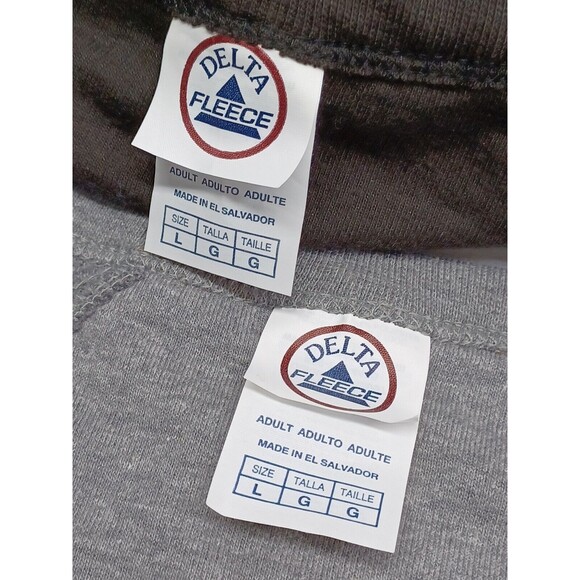 DELTA
FLEECE
ADULT ADULTO ADULTE
MADE IN EL SALVADOR
SIZE TALLA TAILLE
L G G
DELTA
FLEECE
ADULT ADULTO ADULTE
MADE IN EL SALVADOR
SIZE TALLA TAILLE
L G G